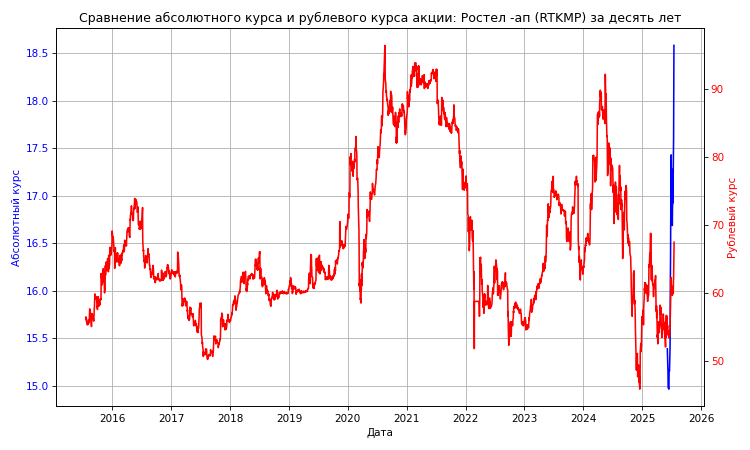 Сравнение абсолютного курса и рублевого курса акции: Ростел -ап (RTKMP) за десять лет
18.5
18.0
17.5
17.0
16.5
16.0
15.5
15.0
Абсолютный курс
90
80
70
60
50
Рублевый курс
2016 2017 2018 2019 2020 2021 2022 2023 2024 2025 2026
Дата